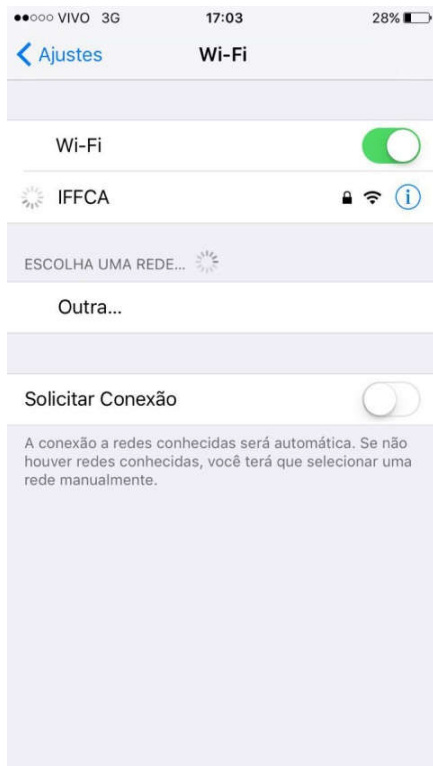 VIVO 3G 17:03 28%
Ajustes Wi-Fi
Wi-Fi
IFFCA
ESCOLHA UMA REDE...
Outra...
Solicitar Conexão
A conexão a redes conhecidas será automática. Se não
houver redes conhecidas, você terá que selecionar uma
rede manualmente.